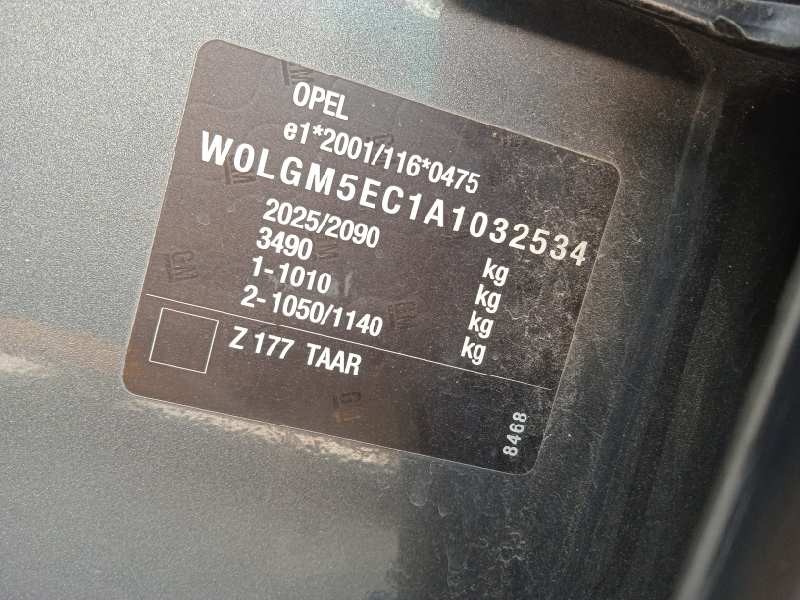 OPEL
e1*2001/116*0475
W0LGM5EC1A1032534
2025/2090 kg
3490 kg
1-1010 kg
2-1050/1140 kg
Z 177 TAAR
8468